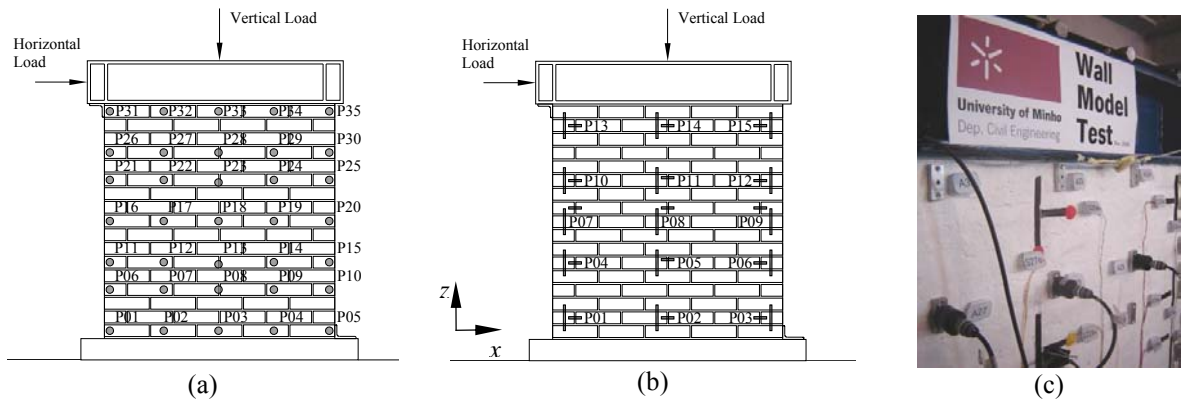 Vertical Load
Horizontal
Load
P31 P32 P33 P34 P35
P26 P27 P28 P29 P30
P21 P22 P23 P24 P25
P16 P17 P18 P19 P20
P11 P12 P13 P14 P15
P06 P07 P08 P09 P10
P01 P02 P03 P04 P05
(a)
Vertical Load
Horizontal
Load
P13 P14 P15
P10 P11 P12
P07 P08 P09
P04 P05 P06
P01 P02 P03
z
x
(b)
Wall
Model
Test
University of Minho
Dep. Civil Engineering
A27
(c)